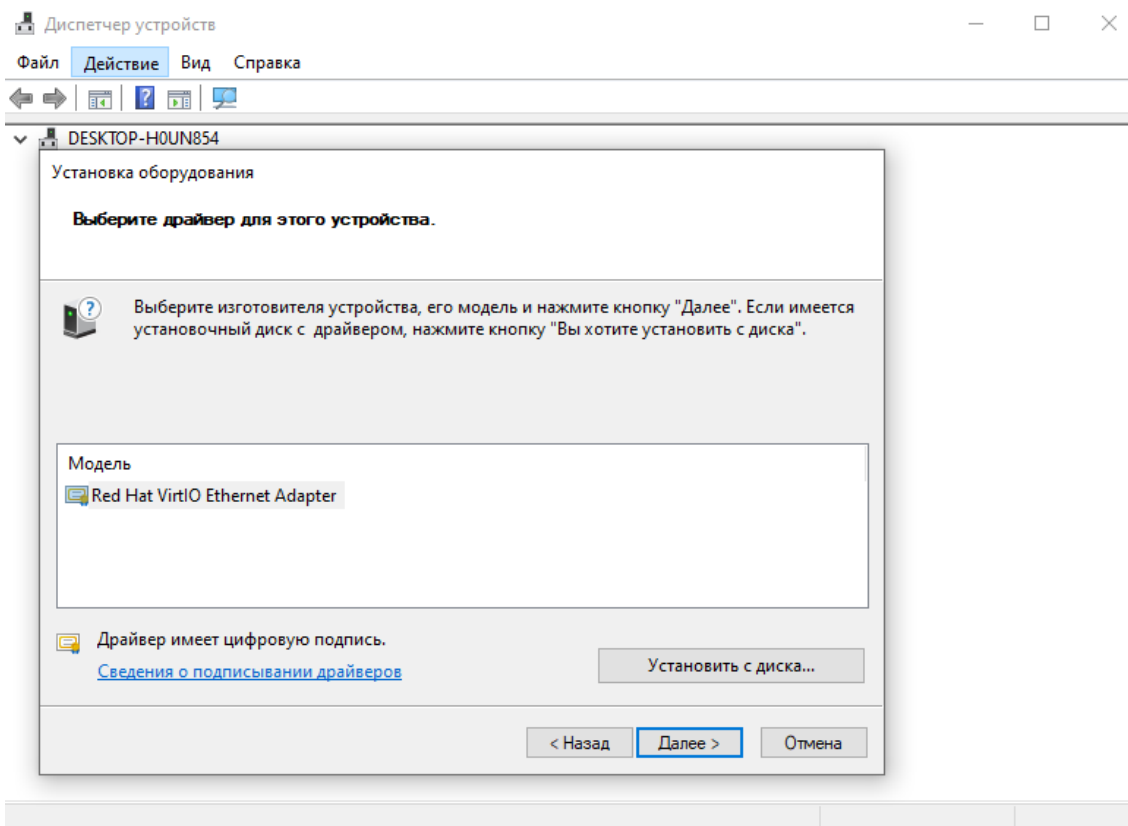 Диспетчер устройств
Файл Действие Вид Справка
DESKTOP-H0UN854
Установка оборудования
Выберите драйвер для этого устройства.
Выберите изготовителя устройства, его модель и нажмите кнопку "Далее". Если имеется
установочный диск с драйвером, нажмите кнопку "Вы хотите установить с диска".
Модель
Red Hat VirtIO Ethernet Adapter
Драйвер имеет цифровую подпись.
Сведения о подписывании драйверов
Установить с диска...
< Назад Далее > Отмена